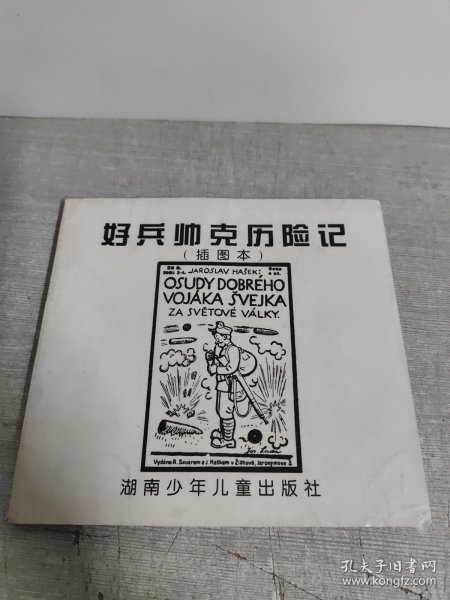 好兵帅克历险记
(插图本)
JAROSLAV HAŠEK:
OSUDY DOBRÉHO
VOJÁKA ŠVEJKA
ZA SVĚTOVÉ VÁLKY.
湖南少年儿童出版社
孔夫子旧书网
www.kongfz.com